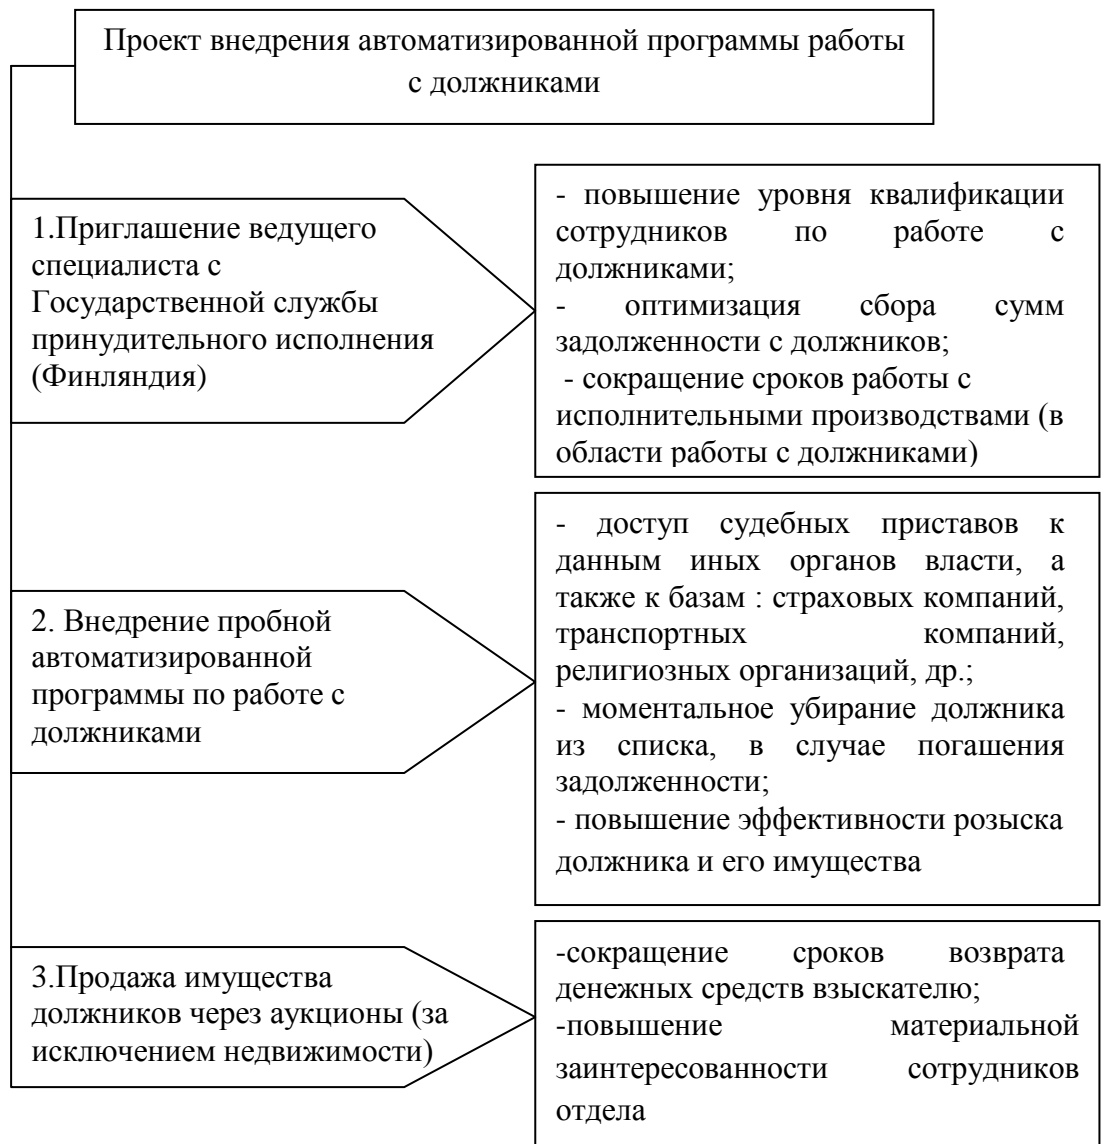 Проект внедрения автоматизированной программы работы
с должниками
1.Приглашение ведущего
специалиста с
Государственной службы
принудительного исполнения
(Финляндия)
- повышение уровня квалификации
сотрудников по работе с
должниками;
- оптимизация сбора сумм
задолженности с должников;
- сокращение сроков работы с
исполнительными производствами (в
области работы с должниками)
2. Внедрение пробной
автоматизированной
программы по работе с
должниками
- доступ судебных приставов к
данным иных органов власти, а
также к базам : страховых компаний,
транспортных компаний,
религиозных организаций, др.;
- моментальное убирание должника
из списка, в случае погашения
задолженности;
- повышение эффективности розыска
должника и его имущества
3.Продажа имущества
должников через аукционы (за
исключением недвижимости)
-сокращение сроков возврата
денежных средств взыскателю;
-повышение материальной
заинтересованности сотрудников
отдела